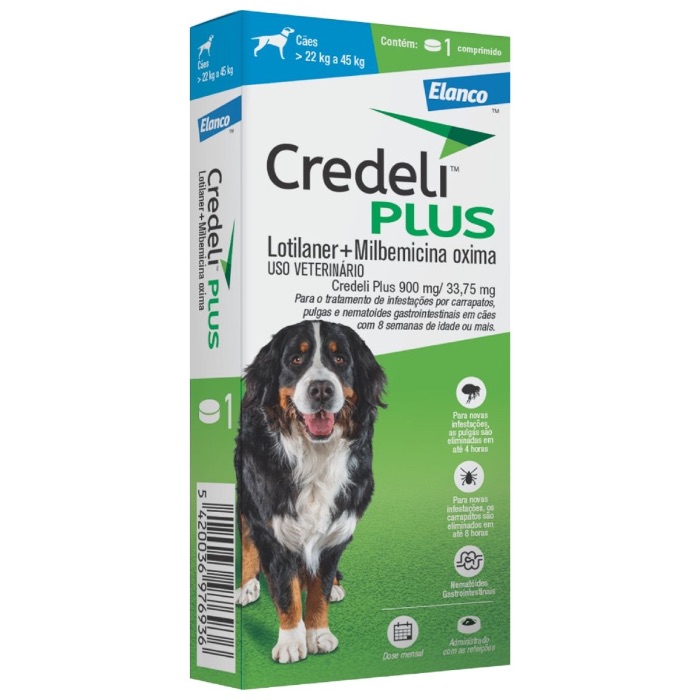 Cães
> 22 kg a 45 kg
Contém: 1 comprimido
Elanco
™
Credeli™
PLUS
Lotilaner+Milbemicina oxima
USO VETERINÁRIO
Credeli Plus 900 mg/ 33,75 mg
Para o tratamento de infestações por carrapatos,
pulgas e nematoides gastrointestinais em cães
com 8 semanas de idade ou mais.
Para novas
infestações,
as pulgas são
eliminadas em
até 4 horas
Para novas
infestações, os
carrapatos são
eliminados em
até 8 horas
Nematóides
Gastrointestinais
Dose mensal
Administrado
com as refeições
Cães
> 22 kg a 45 kg
Elanco
™
Credeli™ PLUS
Lotilaner+Milbemicina oxima
1
5 420036 976936